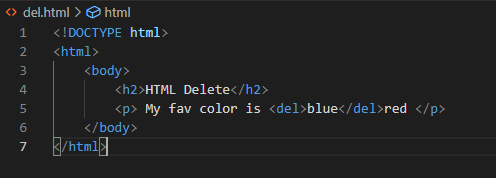 del.html > html
1 <!DOCTYPE html>
2 <html>
3 <body>
4 <h2>HTML Delete</h2>
5 <p> My fav color is <del>blue</del>red </p>
6 </body>
7 </html>